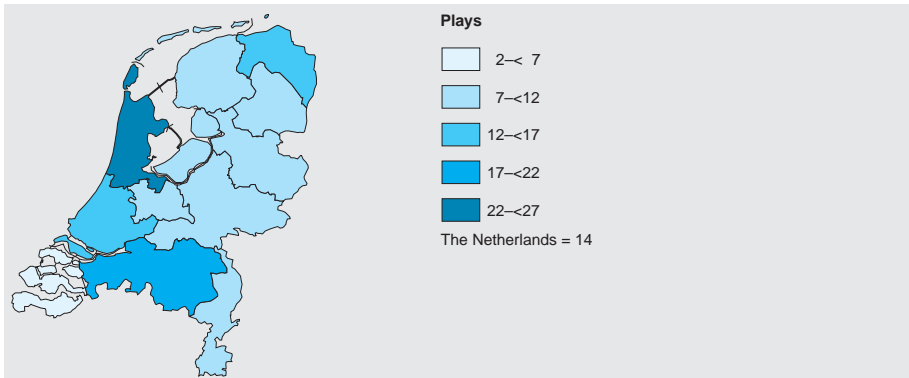 Plays
2–< 7
7–<12
12–<17
17–<22
22–<27
The Netherlands = 14